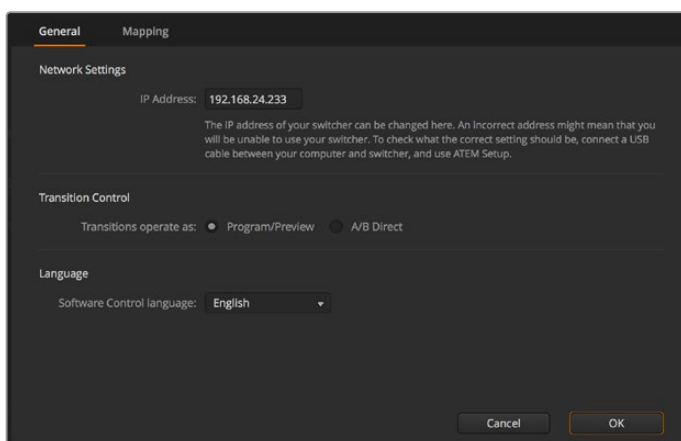 General Mapping
Network Settings
IP Address: 192.168.24.233
The IP address of your switcher can be changed here. An incorrect address might mean that you
will be unable to use your switcher. To check what the correct setting should be, connect a USB
cable between your computer and switcher, and use ATEM Setup.
Transition Control
Transitions operate as: Program/Preview A/B Direct
Language
Software Control language: English
Cancel OK